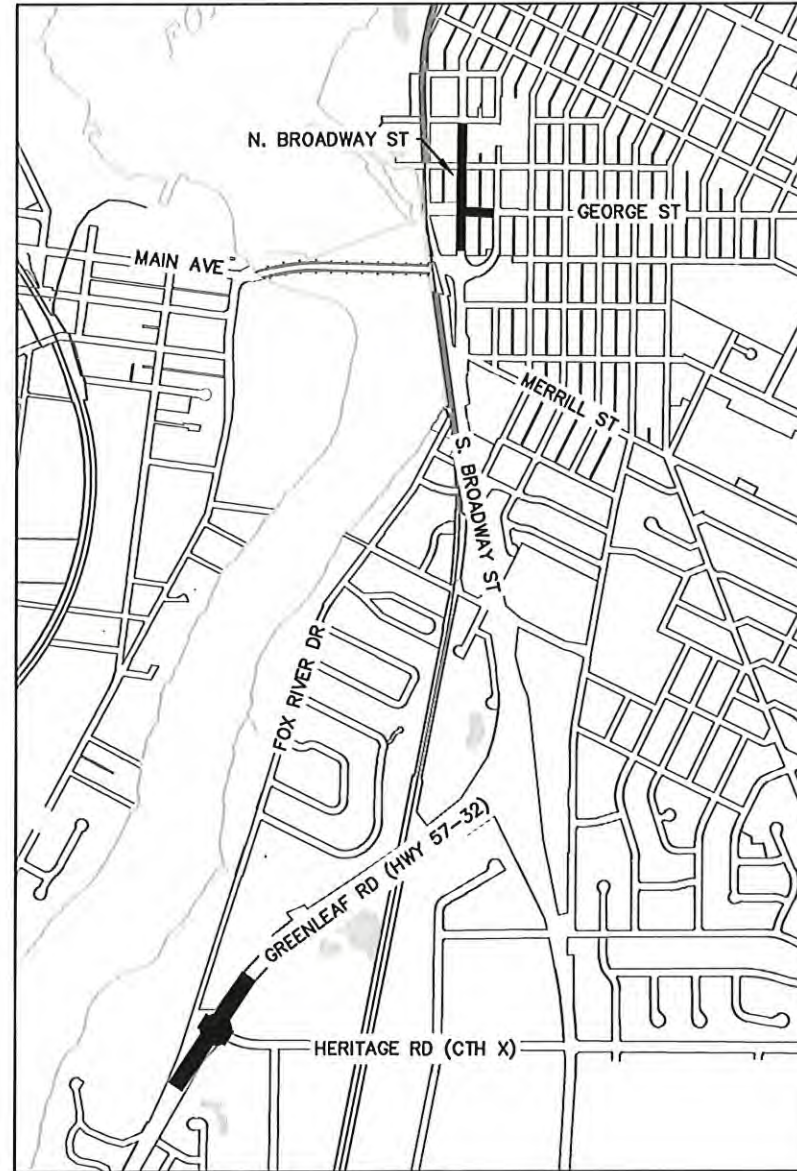 FOX
N. BROADWAY ST
GEORGE ST
MAIN AVE
MERRILL ST
S. BROADWAY ST
FOX RIVER DR
GREENLEAF RD (HWY 57-32)
HERITAGE RD (CTH X)